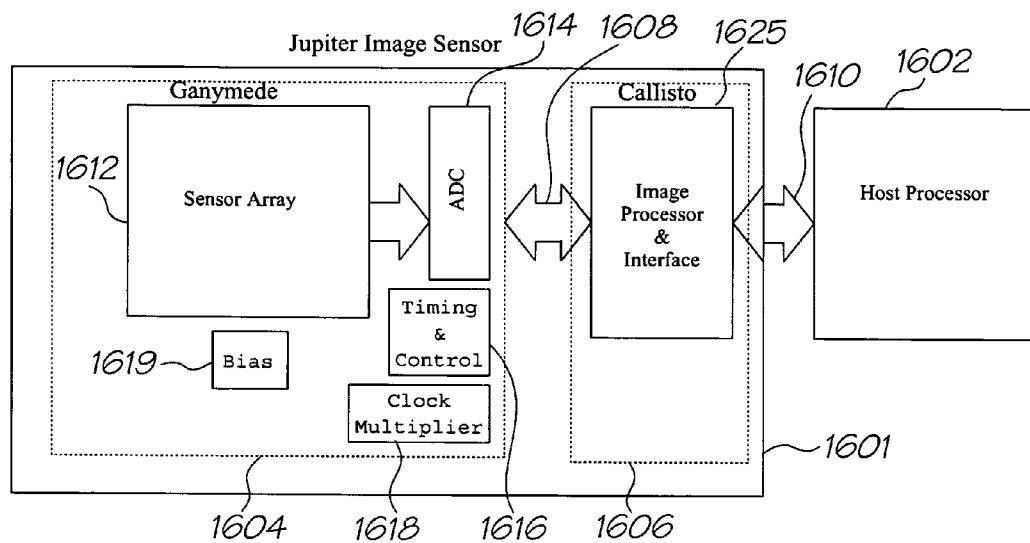 Jupiter Image Sensor
1614
1608
1625
1610
1602
Ganymede
Callisto
1612
Sensor Array
ADC
Image
Processor
&
Interface
Host Processor
Timing
&
Control
1619
Bias
Clock
Multiplier
1601
1604
1618
1616
1606